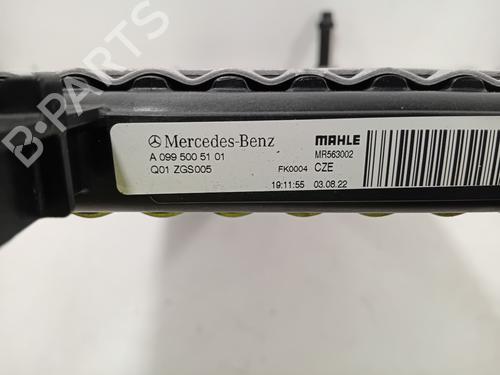 Mercedes-Benz
MAHLE
A 099 500 51 01
MR563002
Q01 ZGS005
FK0004 CZE
19:11:55 03.08.22
B-PARTS